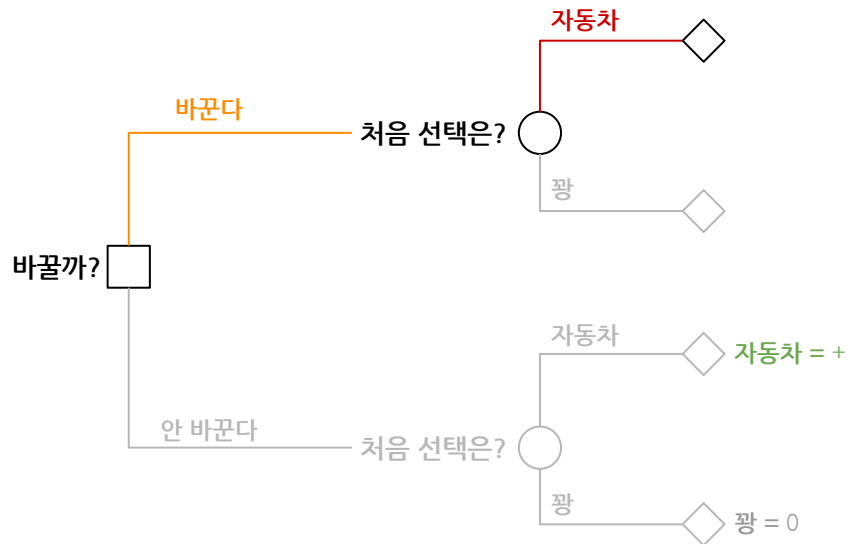 자동차
바꾼다
처음 선택은?
꽝
바꿀까?
자동차
자동차 = +
안 바꾼다
처음 선택은?
꽝
꽝 = 0